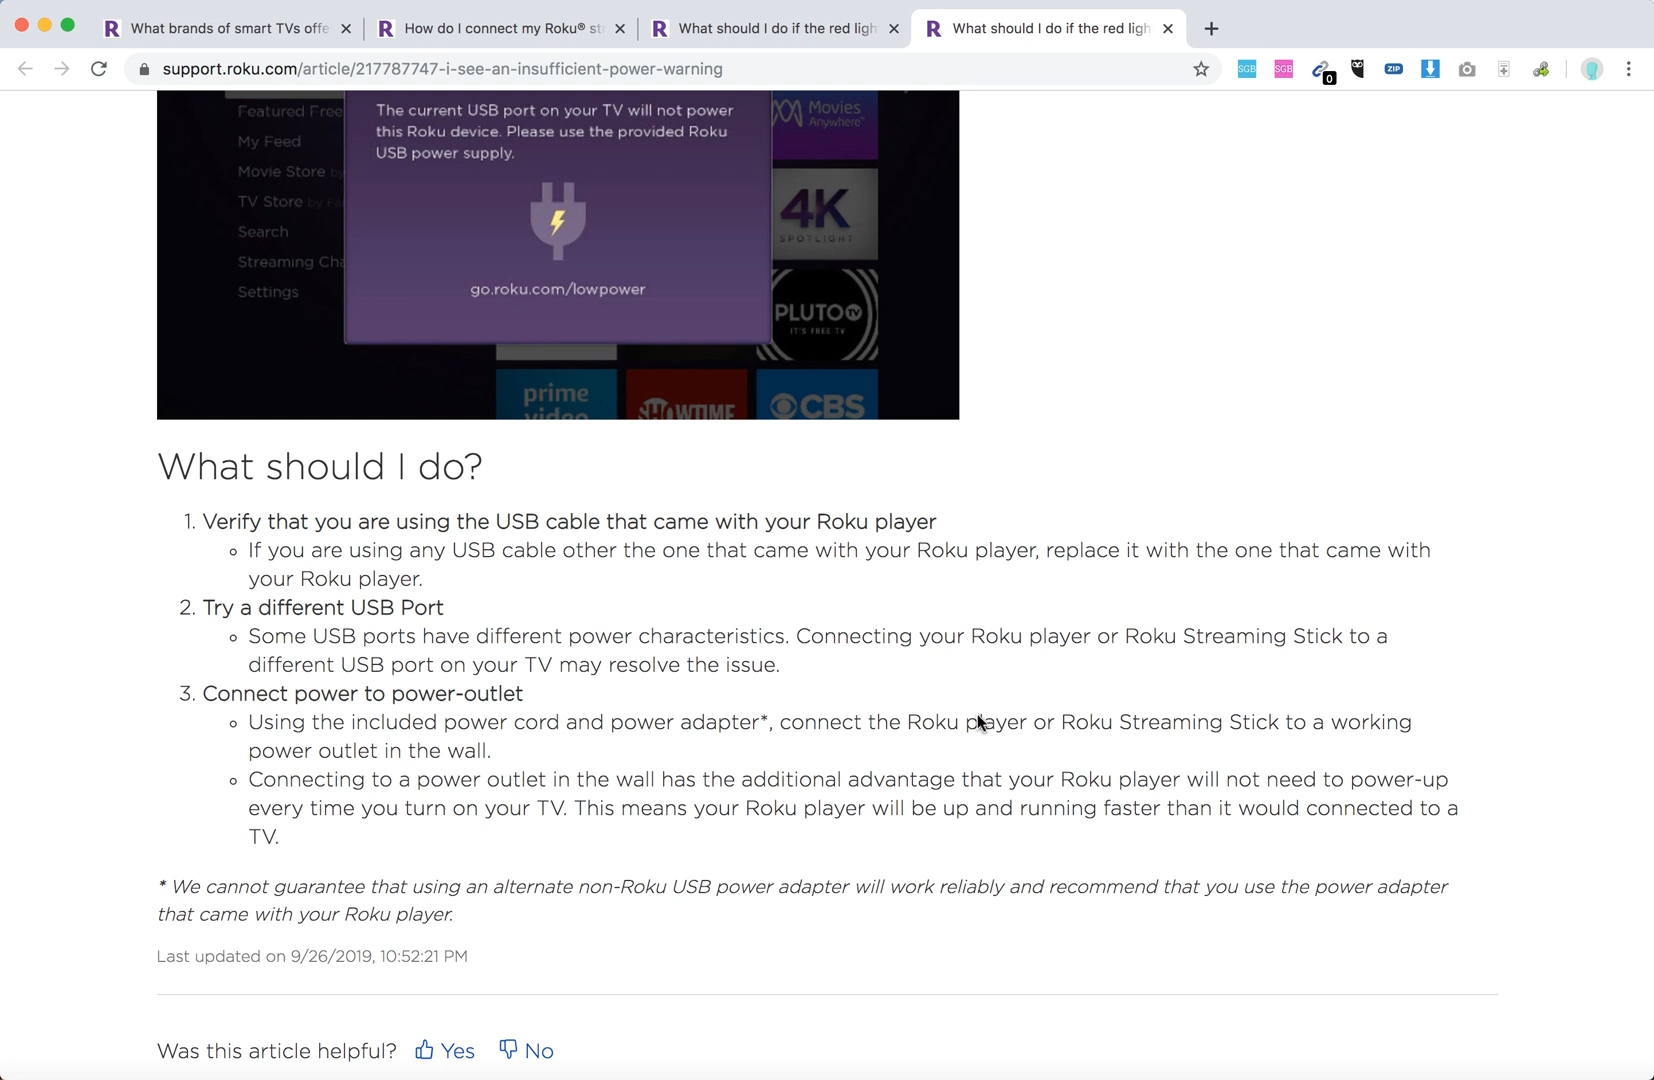 What brands of smart TVs offe
How do I connect my Roku® st
What should I do if the red ligh
What should I do if the red ligh
support.roku.com/article/217787747-i-see-an-insufficient-power-warning
SGB
SGB
0
ZIP
Featured Free
My Feed
Movie Store by
TV Store by Fa
Search
Streaming Cha
Settings
The current USB port on your TV will not power
this Roku device. Please use the provided Roku
USB power supply.
go.roku.com/lowpower
Movies
Anywhere
4K
SPOTLIGHT
PLUTO TV
IT'S FREE TV
prime
video
SHOWTIME
CBS
What should I do?
1. Verify that you are using the USB cable that came with your Roku player
If you are using any USB cable other the one that came with your Roku player, replace it with the one that came with
your Roku player.
2. Try a different USB Port
Some USB ports have different power characteristics. Connecting your Roku player or Roku Streaming Stick to a
different USB port on your TV may resolve the issue.
3. Connect power to power-outlet
Using the included power cord and power adapter*, connect the Roku player or Roku Streaming Stick to a working
power outlet in the wall.
Connecting to a power outlet in the wall has the additional advantage that your Roku player will not need to power-up
every time you turn on your TV. This means your Roku player will be up and running faster than it would connected to a
TV.
* We cannot guarantee that using an alternate non-Roku USB power adapter will work reliably and recommend that you use the power adapter
that came with your Roku player.
Last updated on 9/26/2019, 10:52:21 PM
Was this article helpful? Yes No